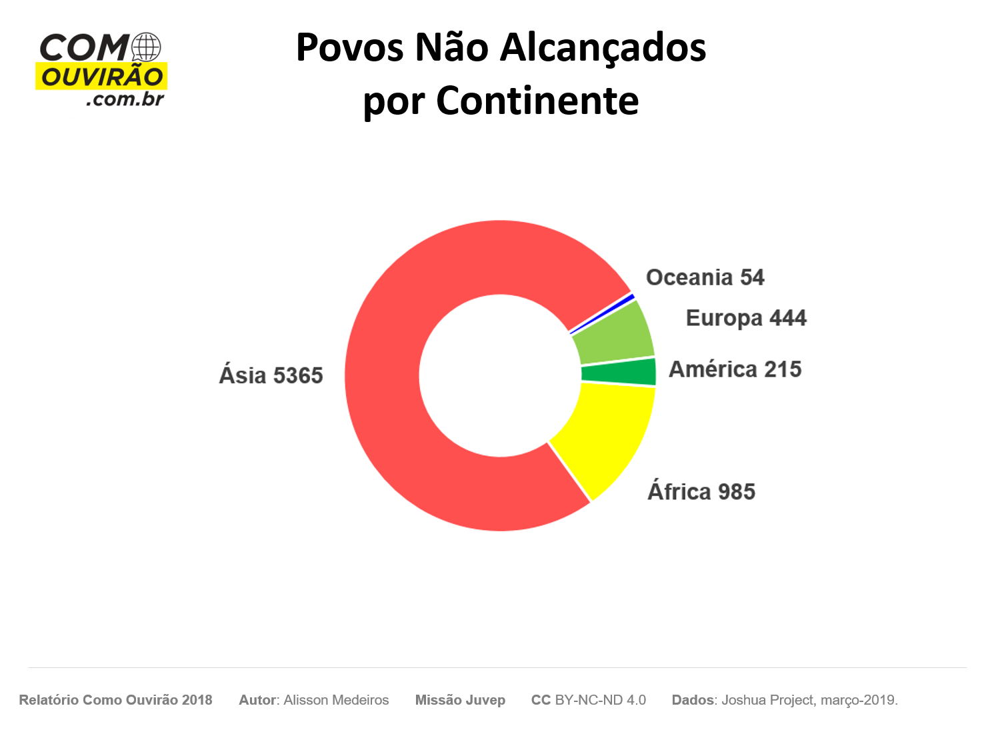 COMO
OUVIRÃO
.com.br
Povos Não Alcançados
por Continente
Oceania 54
Europa 444
América 215
Ásia 5365
África 985
Relatório Como Ouvirão 2018 Autor: Alisson Medeiros Missão Juvep CC BY-NC-ND 4.0 Dados: Joshua Project, março-2019.